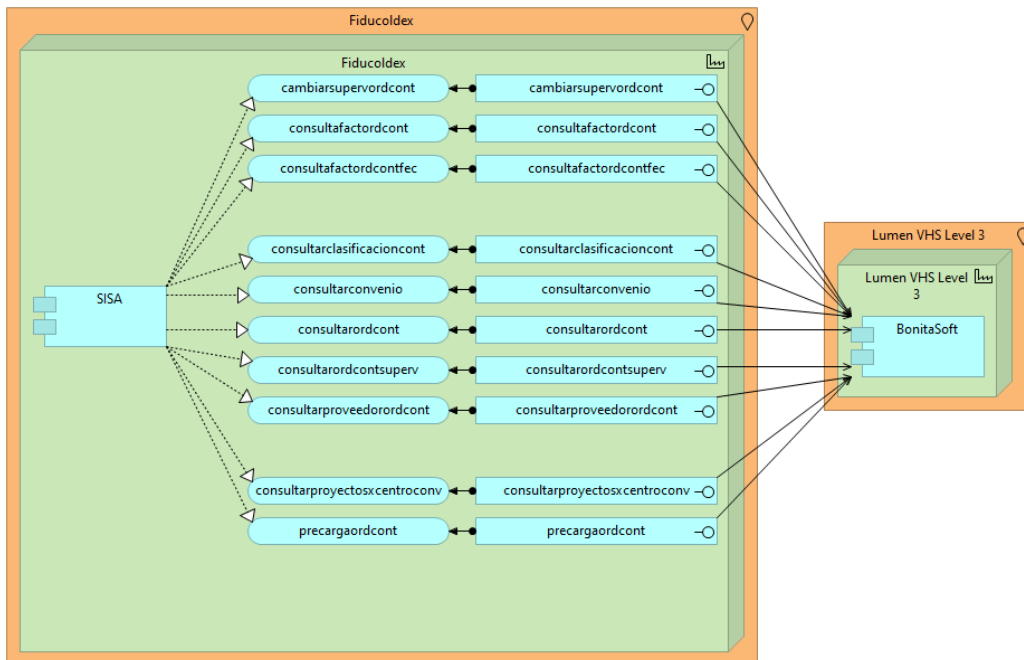 Fiducoldex
Fiducoldex
cambiarsupervordcont
cambiarsupervordcont
consultafactordcont
consultafactordcont
consultafactordcontfec
consultafactordcontfec
consultarclasificacioncont
consultarclasificacioncont
consultarconvenio
consultarconvenio
SISA
consultarordcont
consultarordcont
consultarordcontsuperv
consultarordcontsuperv
consultarproveedorordcont
consultarproveedorordcont
consultarproyectosxcentroconv
consultarproyectosxcentroconv
precargaordcont
precargaordcont
Lumen VHS Level 3
Lumen VHS Level
3
BonitaSoft